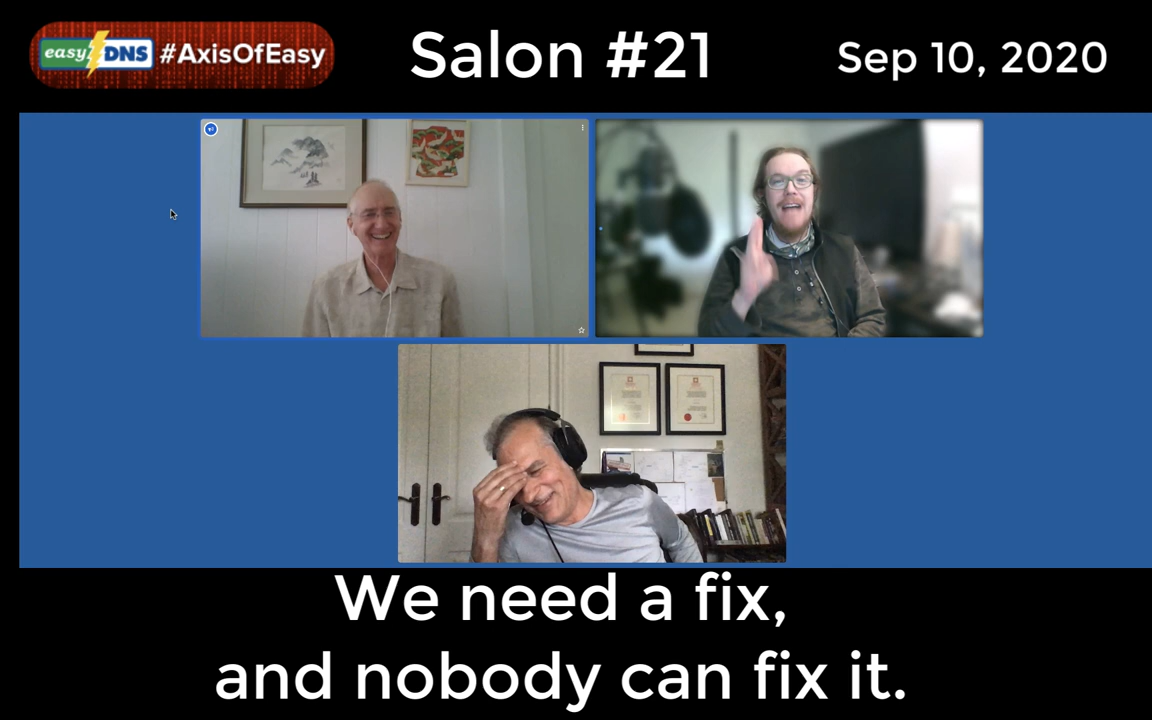 easyDNS #AxisOfEasy
Salon #21
Sep 10, 2020
We need a fix,
and nobody can fix it.